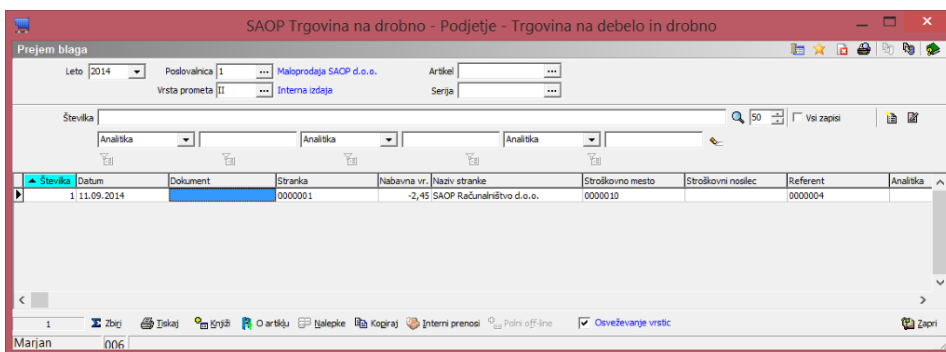 SAOP Trgovina na drobno - Podjetje - Trgovina na debelo in drobno
Prejem blaga
Leto 2014 Poslovalnica 1 ... Maloprodaja SAOP d.o.o. Artikel ...
Vrsta prometa II ... Interna izdaja Serija ...
Številka 50 Vsi zapisi
Analitika Analitika Analitika
Številka Datum Dokument Stranka Nabavna vr. Naziv stranke Stroškovno mesto Stroškovni nosilec Referent Analitika
1 11.09.2014 0000001 -2,45 SAOP Računalništvo d.o.o. 0000010 0000004
1 Zbirj Tiskaj Knjiži O artiklu Nalepke Kopiraj Interni prenosi Polni off-line Osveževanje vrstic Zapri
Marjan 006